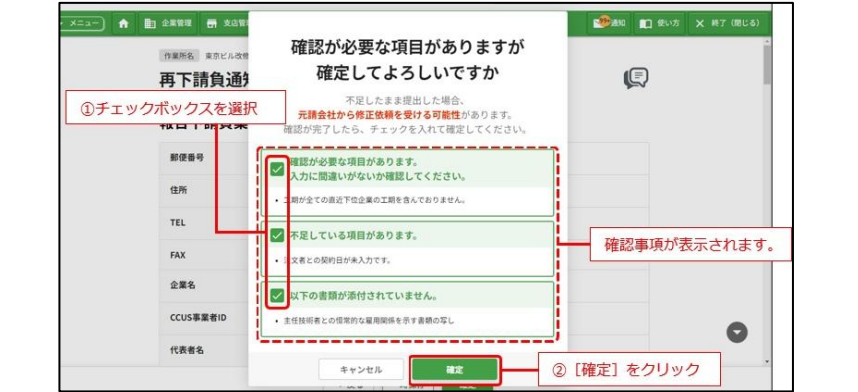 メニュー
企業管理
支店管
99+
通知
使い方
× 終了(閉じる)
作業所名 東京ビル改修
再下請負通知
確認が必要な項目がありますが
確定してよろしいですか
不足したまま提出した場合、
元請会社から修正依頼を受ける可能性があります。
確認が完了したら、チェックを入れて確定してください。
①チェックボックスを選択
報告下請負業
郵便番号
住所
TEL
FAX
企業名
CCUS事業者ID
代表者名
確認が必要な項目があります。
入力に間違いがないか確認してください。
・工期が全ての直近下位企業の工期を含んでおりません。
不足している項目があります。
・注文者との契約日が未入力です。
以下の書類が添付されていません。
・主任技術者との恒常的な雇用関係を示す書類の写し
確認事項が表示されます。
キャンセル
確定
②[確定]をクリック